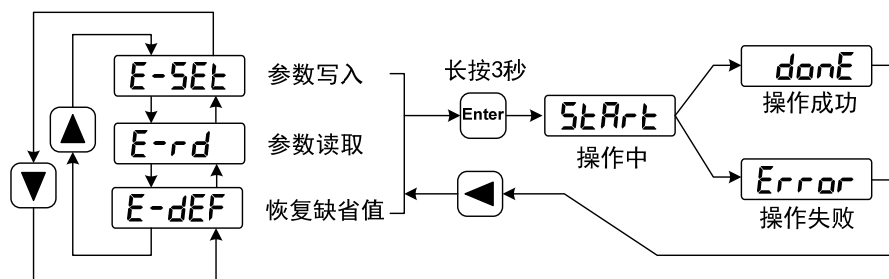 E-SEt 参数写入
E-rd 参数读取
E-dEF 恢复缺省值
长按3秒
Enter
StArt
操作中
donE
操作成功
Error
操作失败